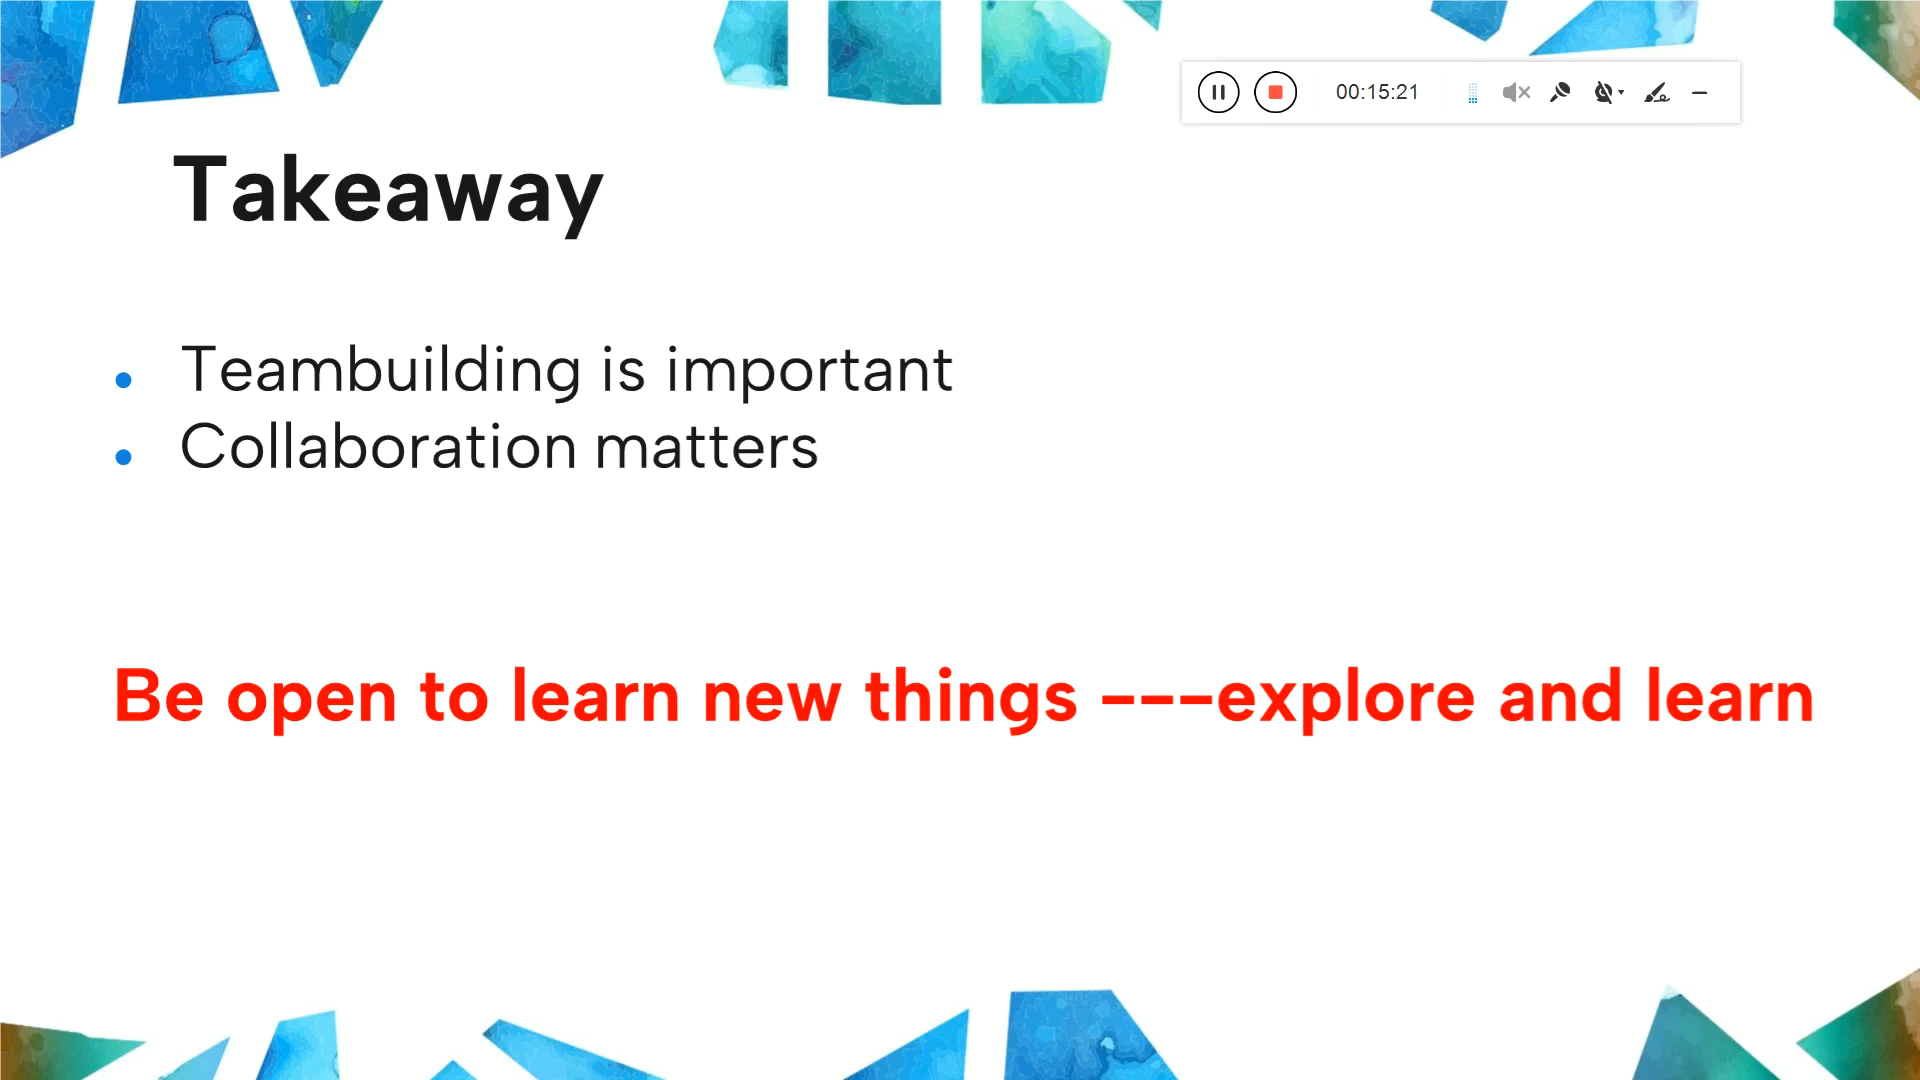 00:15:21
Takeaway
• Teambuilding is important
• Collaboration matters
Be open to learn new things ---explore and learn